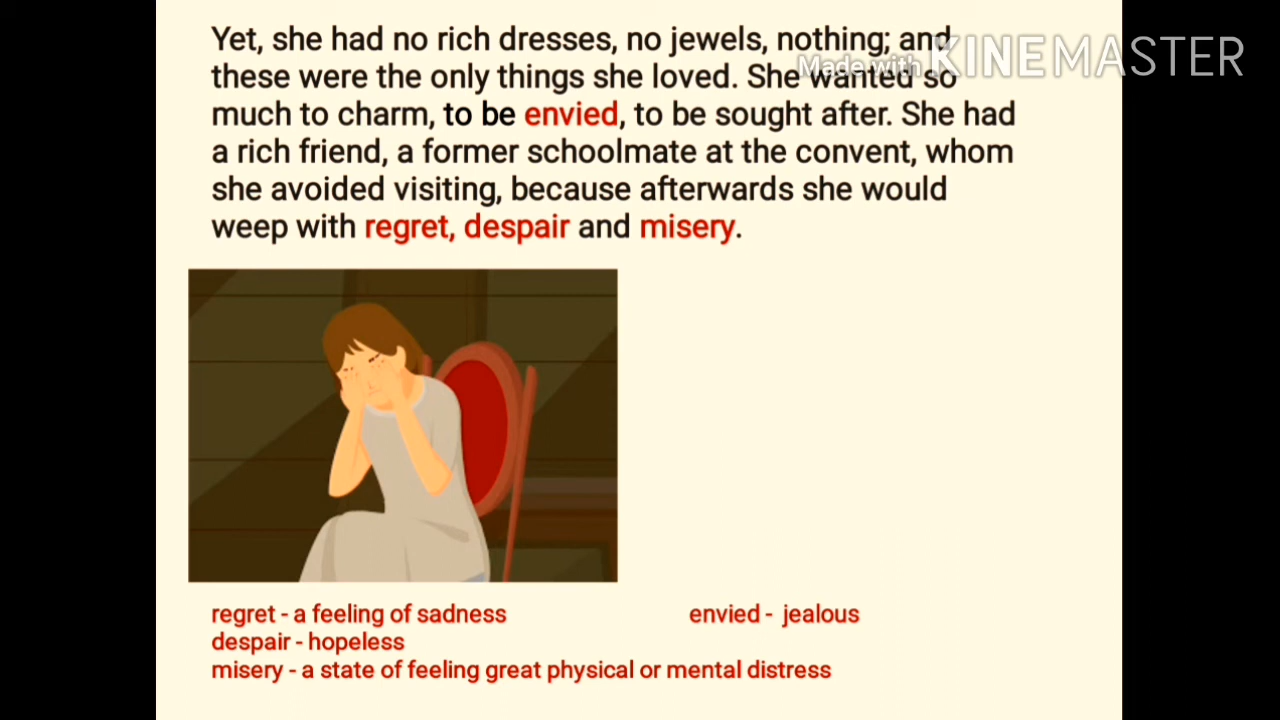 Yet, she had no rich dresses, no jewels, nothing; and
Made with KINEMASTER
these were the only things she loved. She wanted so
much to charm, to be envied, to be sought after. She had
a rich friend, a former schoolmate at the convent, whom
she avoided visiting, because afterwards she would
weep with regret, despair and misery.
regret - a feeling of sadness
envied - jealous
despair - hopeless
misery - a state of feeling great physical or mental distress